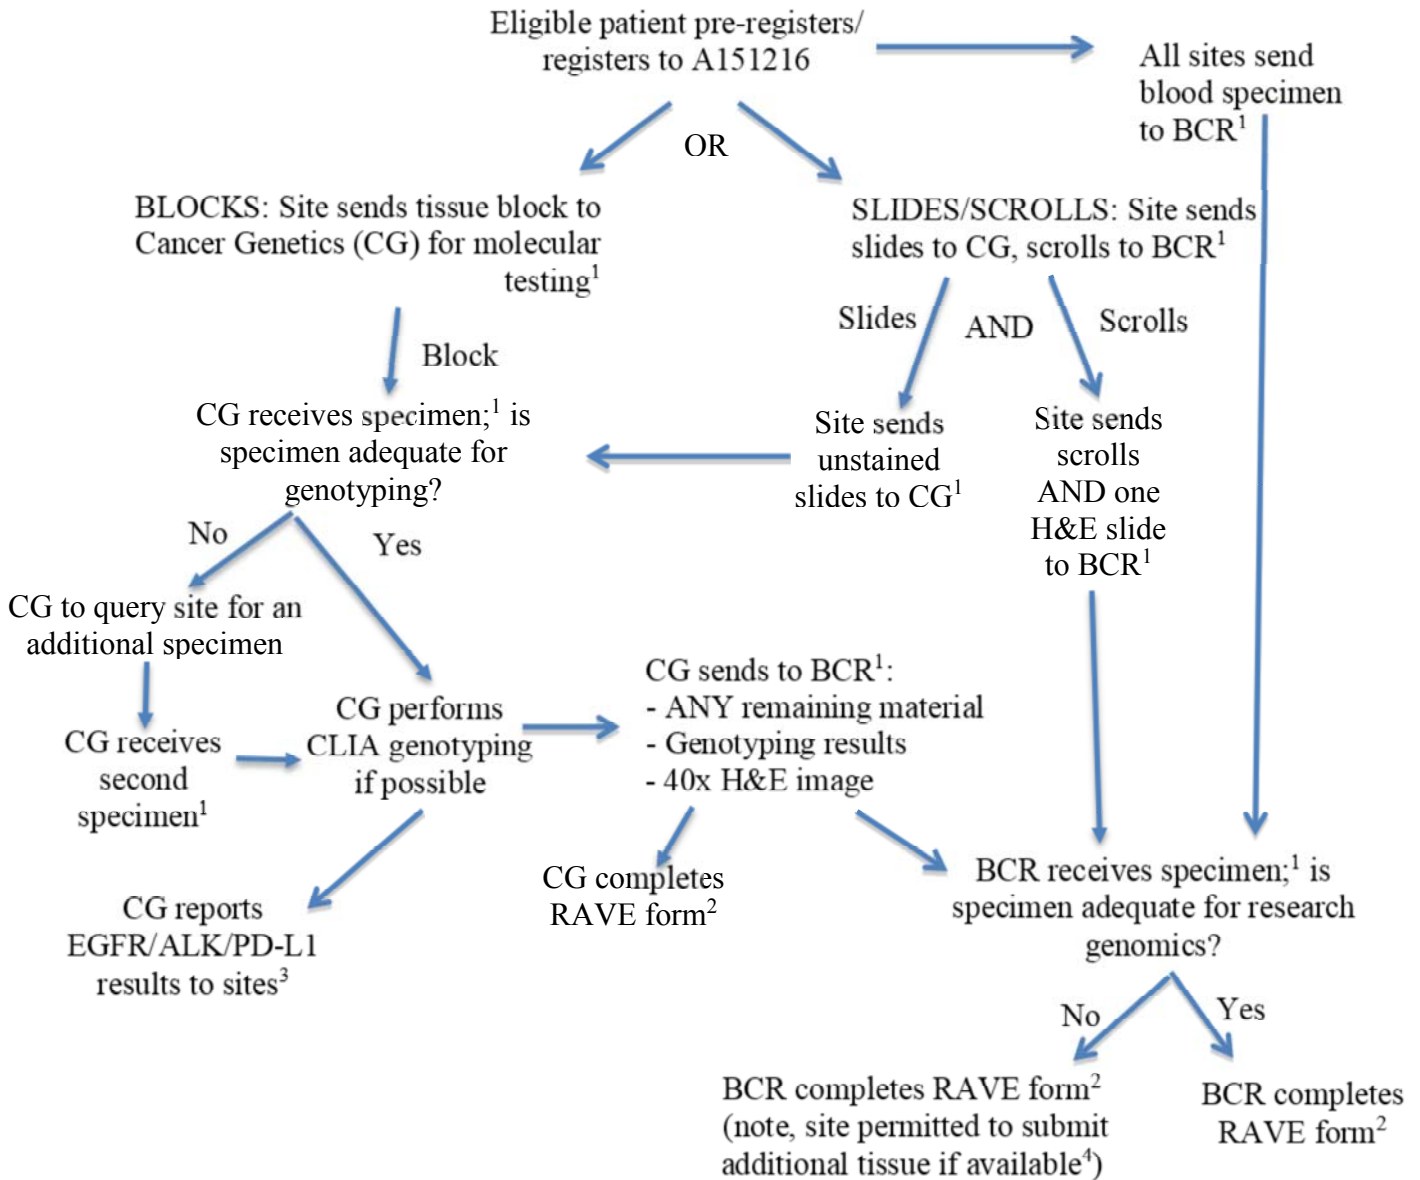 Eligible patient pre-registers/
registers to A151216
All sites send
blood specimen
to BCR¹
OR
BLOCKS: Site sends tissue block to
Cancer Genetics (CG) for molecular
testing¹
SLIDES/SCROLLS: Site sends
slides to CG, scrolls to BCR¹
Slides
AND
Scrolls
Block
CG receives specimen;¹ is
specimen adequate for
genotyping?
Site sends
unstained
slides to CG¹
Site sends
scrolls
AND one
H&E slide
to BCR¹
No
Yes
CG to query site for an
additional specimen
CG receives
second
specimen¹
CG performs
CLIA genotyping
if possible
CG sends to BCR¹:
- ANY remaining material
- Genotyping results
- 40x H&E image
CG reports
EGFR/ALK/PD-L1
results to sites³
CG completes
RAVE form²
BCR receives specimen;¹ is
specimen adequate for research
genomics?
No
Yes
BCR completes RAVE form²
(note, site permitted to submit
additional tissue if available⁴)
BCR completes
RAVE form²